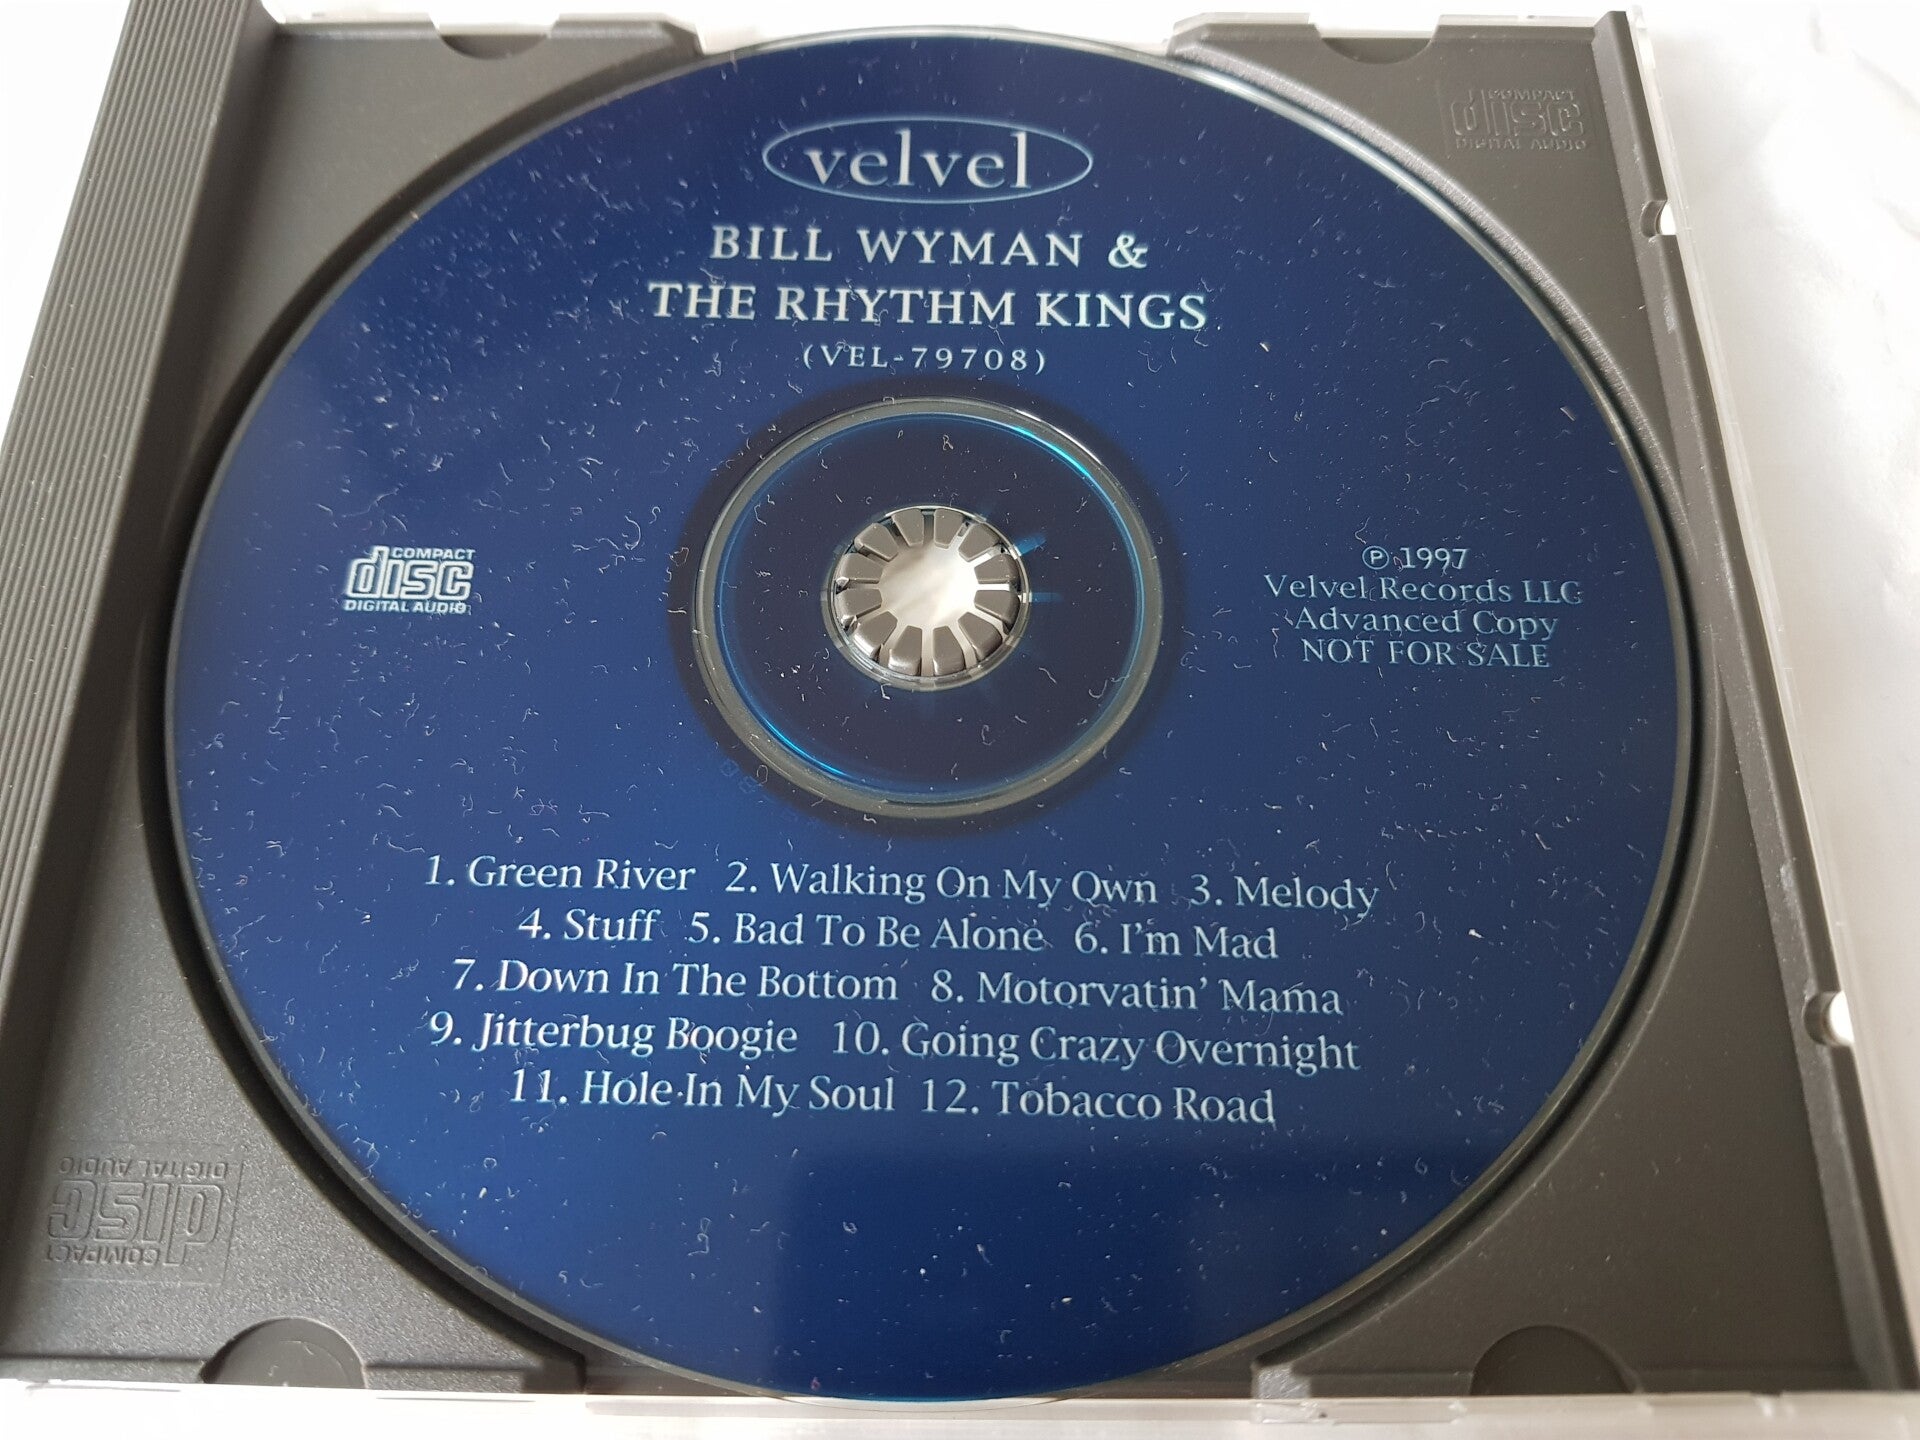 velvel
BILL WYMAN &
THE RHYTHM KINGS
(VEL-79708)
COMPACT
disc
DIGITAL AUDIO
COMPACT
disc
DIGITAL AUDIO
℗ 1997
Velvel Records LLC
Advanced Copy
NOT FOR SALE
1. Green River 2. Walking On My Own 3. Melody
4. Stuff 5. Bad To Be Alone 6. I'm Mad
7. Down In The Bottom 8. Motorvatin' Mama
9. Jitterbug Boogie 10. Going Crazy Overnight
11. Hole In My Soul 12. Tobacco Road
COMPACT
disc
DIGITAL AUDIO